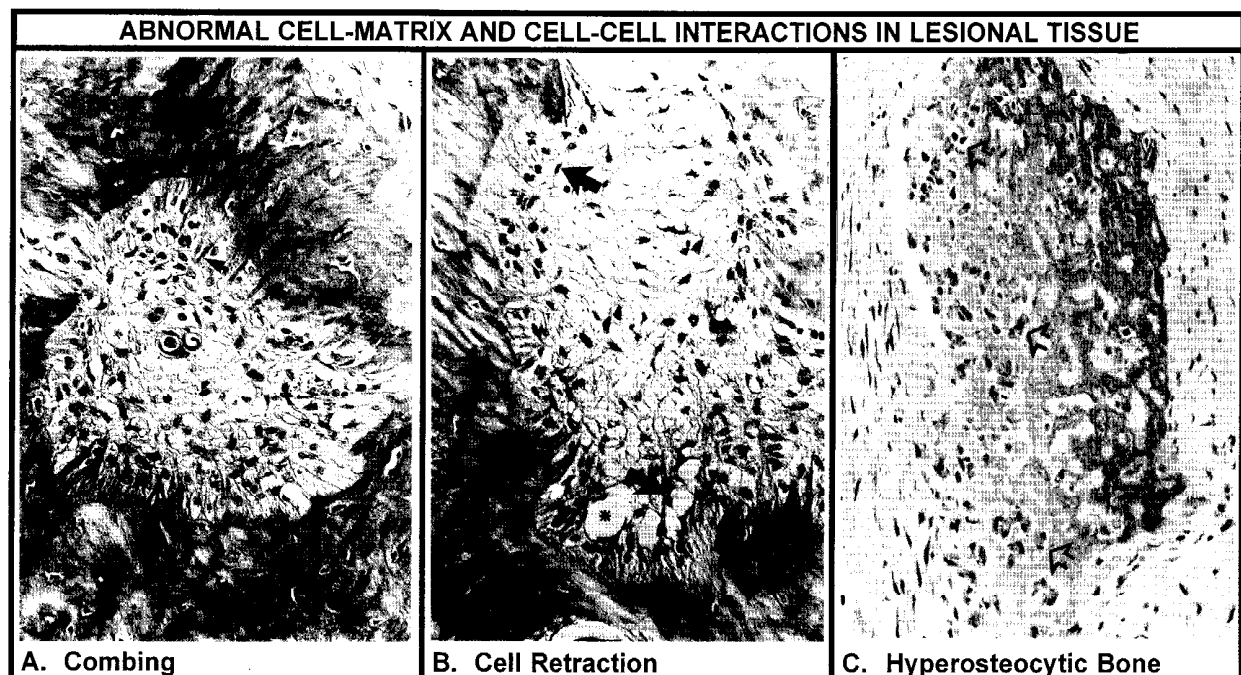 ABNORMAL CELL-MATRIX AND CELL-CELL INTERACTIONS IN LESIONAL TISSUE
A. Combing
B. Cell Retraction
C. Hyperosteocytic Bone